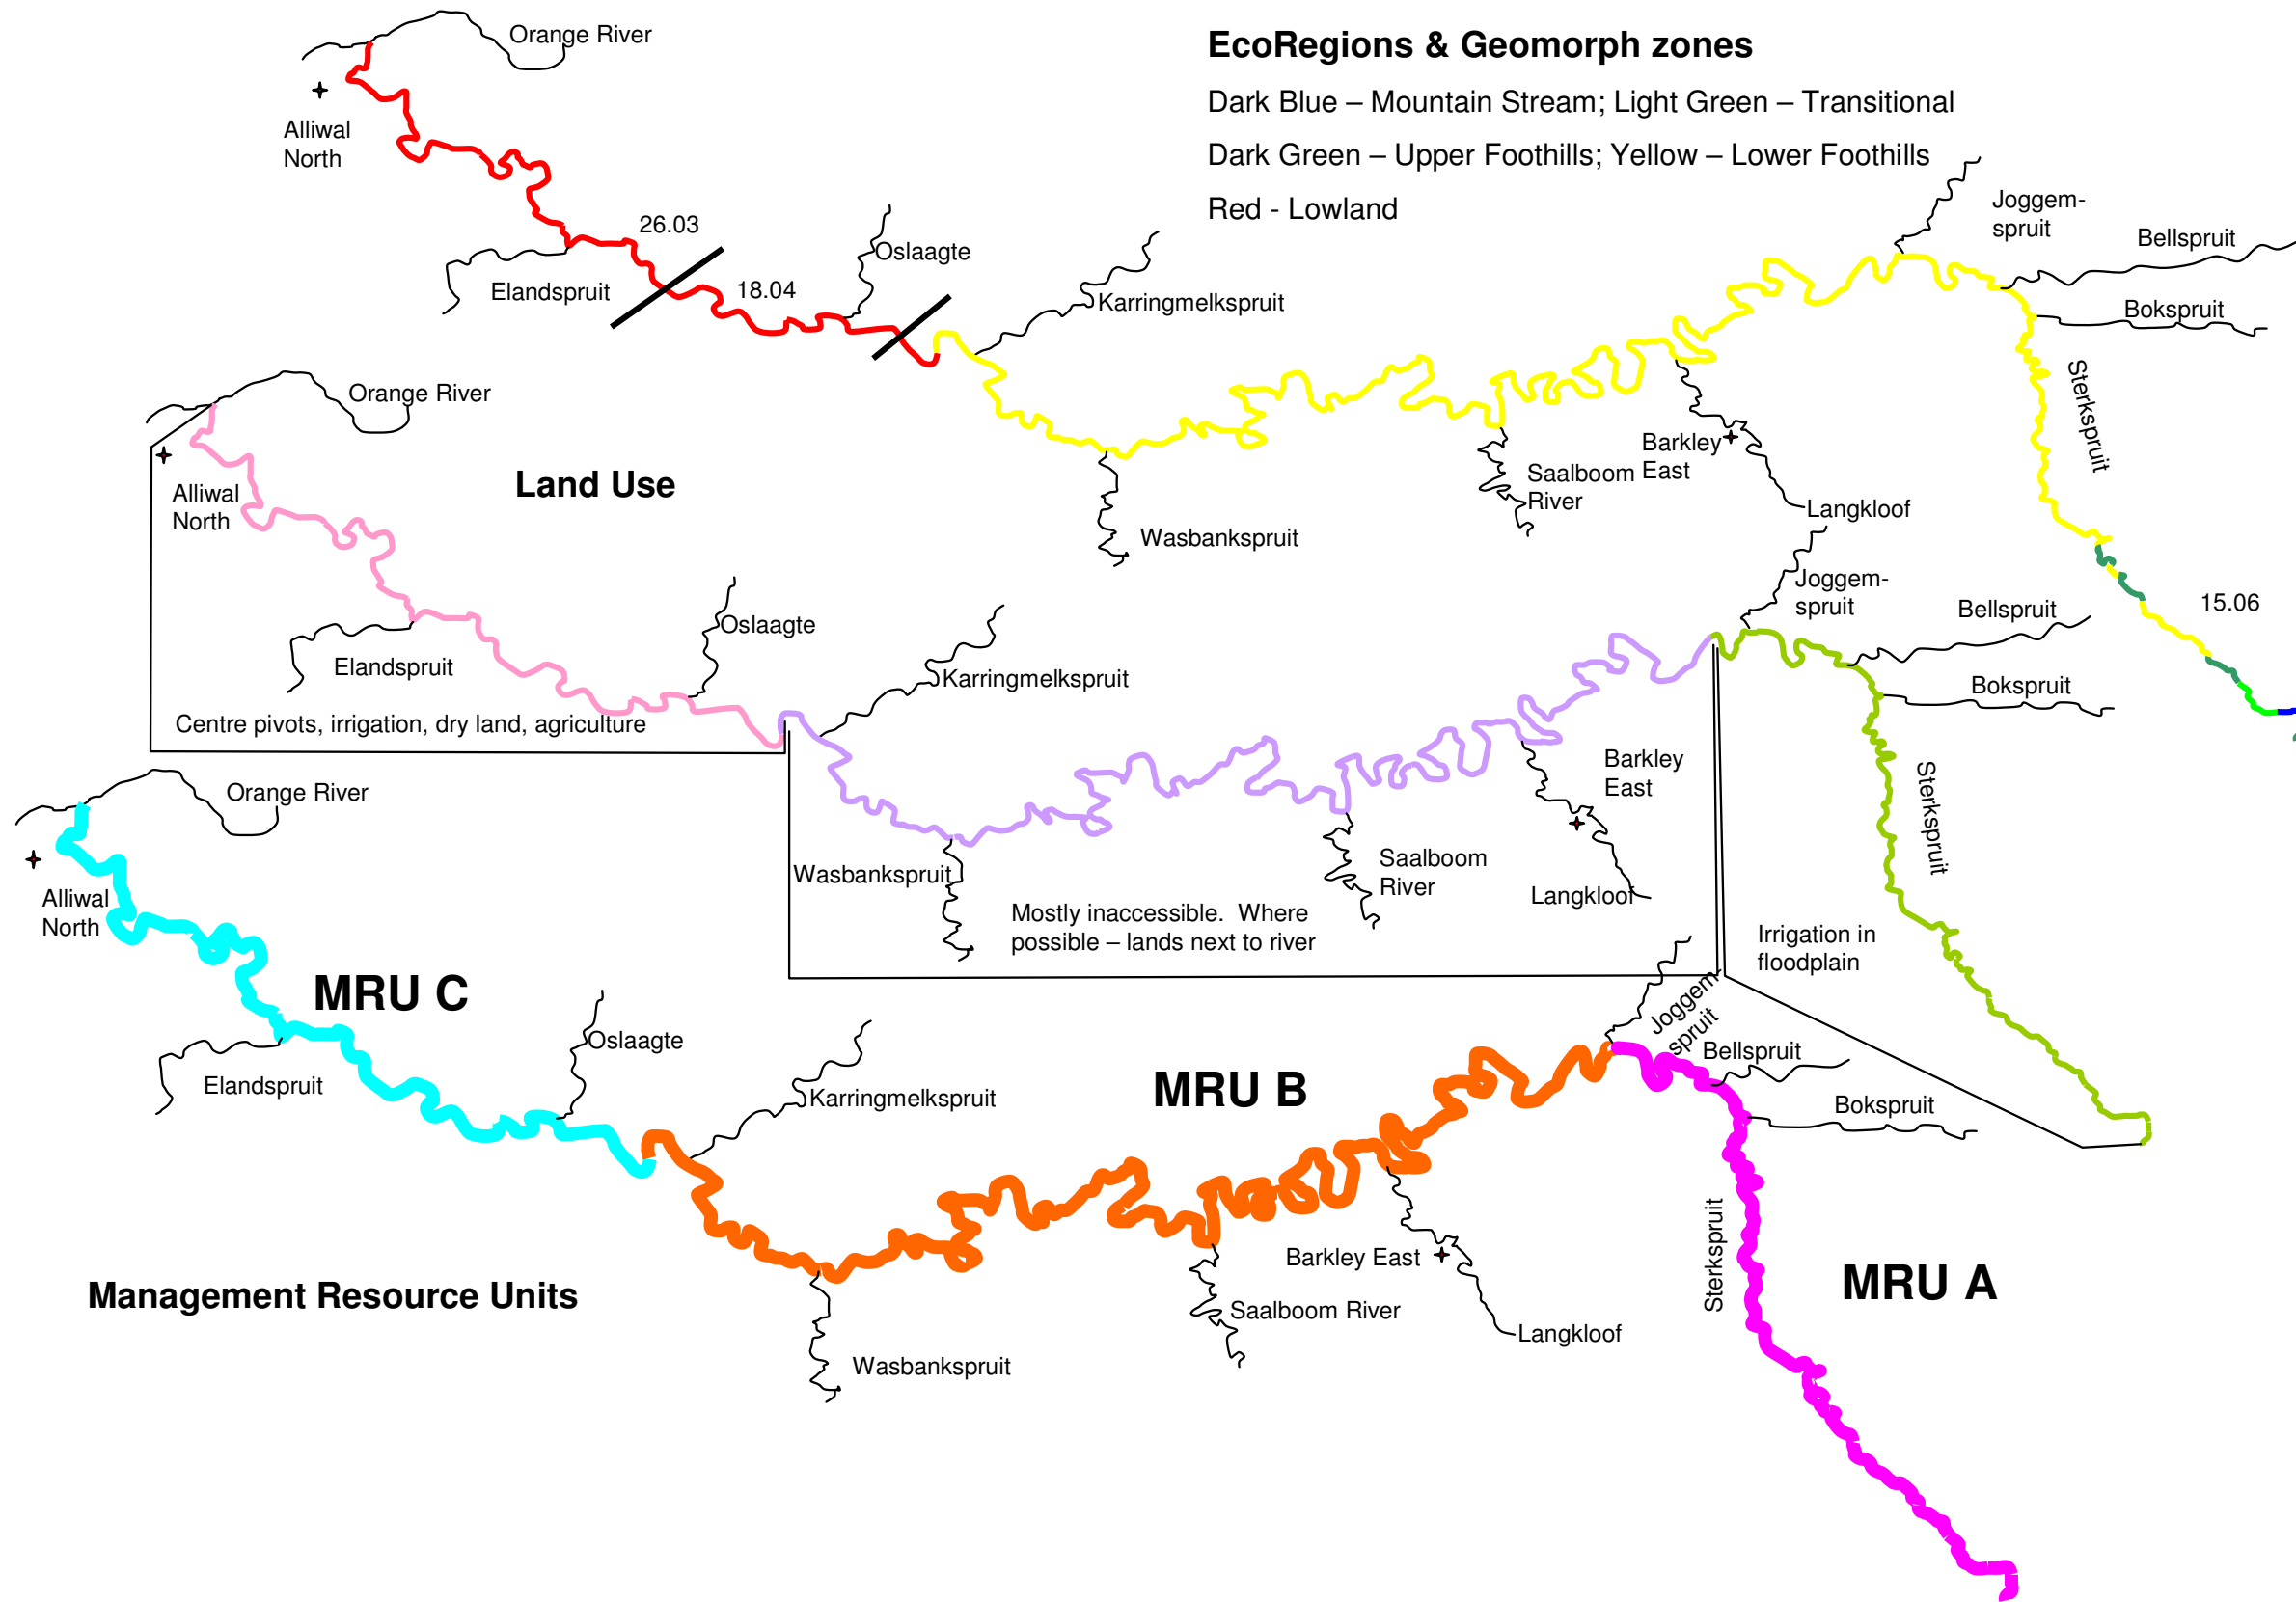 EcoRegions & Geomorph zones
Dark Blue – Mountain Stream; Light Green – Transitional
Dark Green – Upper Foothills; Yellow – Lower Foothills
Red - Lowland
Orange River
Alliwal
North
26.03
Elandspruit
18.04
Oslaagte
Karringmelkspruit
Wasbankspruit
Saalboom
River
Barkley
East
Langkloof
Joggem-
spruit
Bellspruit
Bokspruit
Sterkspruit
15.06
Land Use
Orange River
Alliwal
North
Elandspruit
Oslaagte
Karringmelkspruit
Centre pivots, irrigation, dry land, agriculture
Wasbankspruit
Mostly inaccessible. Where
possible – lands next to river
Saalboom
River
Barkley
East
Langkloof
Joggem-
spruit
Bellspruit
Bokspruit
Sterkspruit
Irrigation in
floodplain
Orange River
Alliwal
North
MRU C
Elandspruit
Oslaagte
Karringmelkspruit
MRU B
Wasbankspruit
Saalboom River
Barkley East
Langkloof
Joggem-
spruit
Bellspruit
Bokspruit
Sterkspruit
MRU A
Management Resource Units